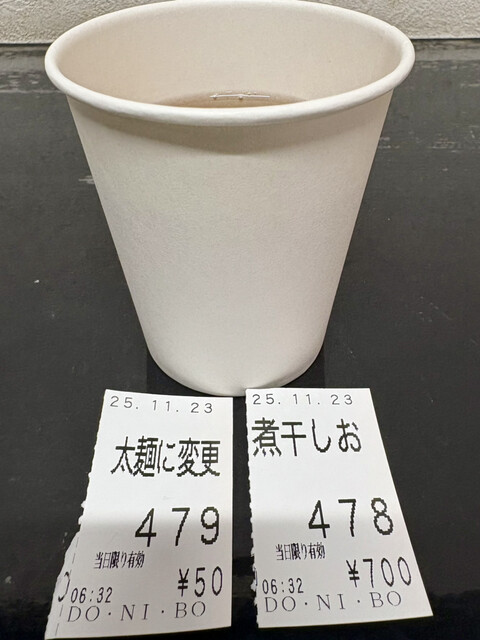 25.11.23
太麺に変更
479
当日限り有効
¥50
06:32
DO・NI・BO
25.11.23
煮干しお
478
当日限り有効
¥700
06:32
DO・NI・BO